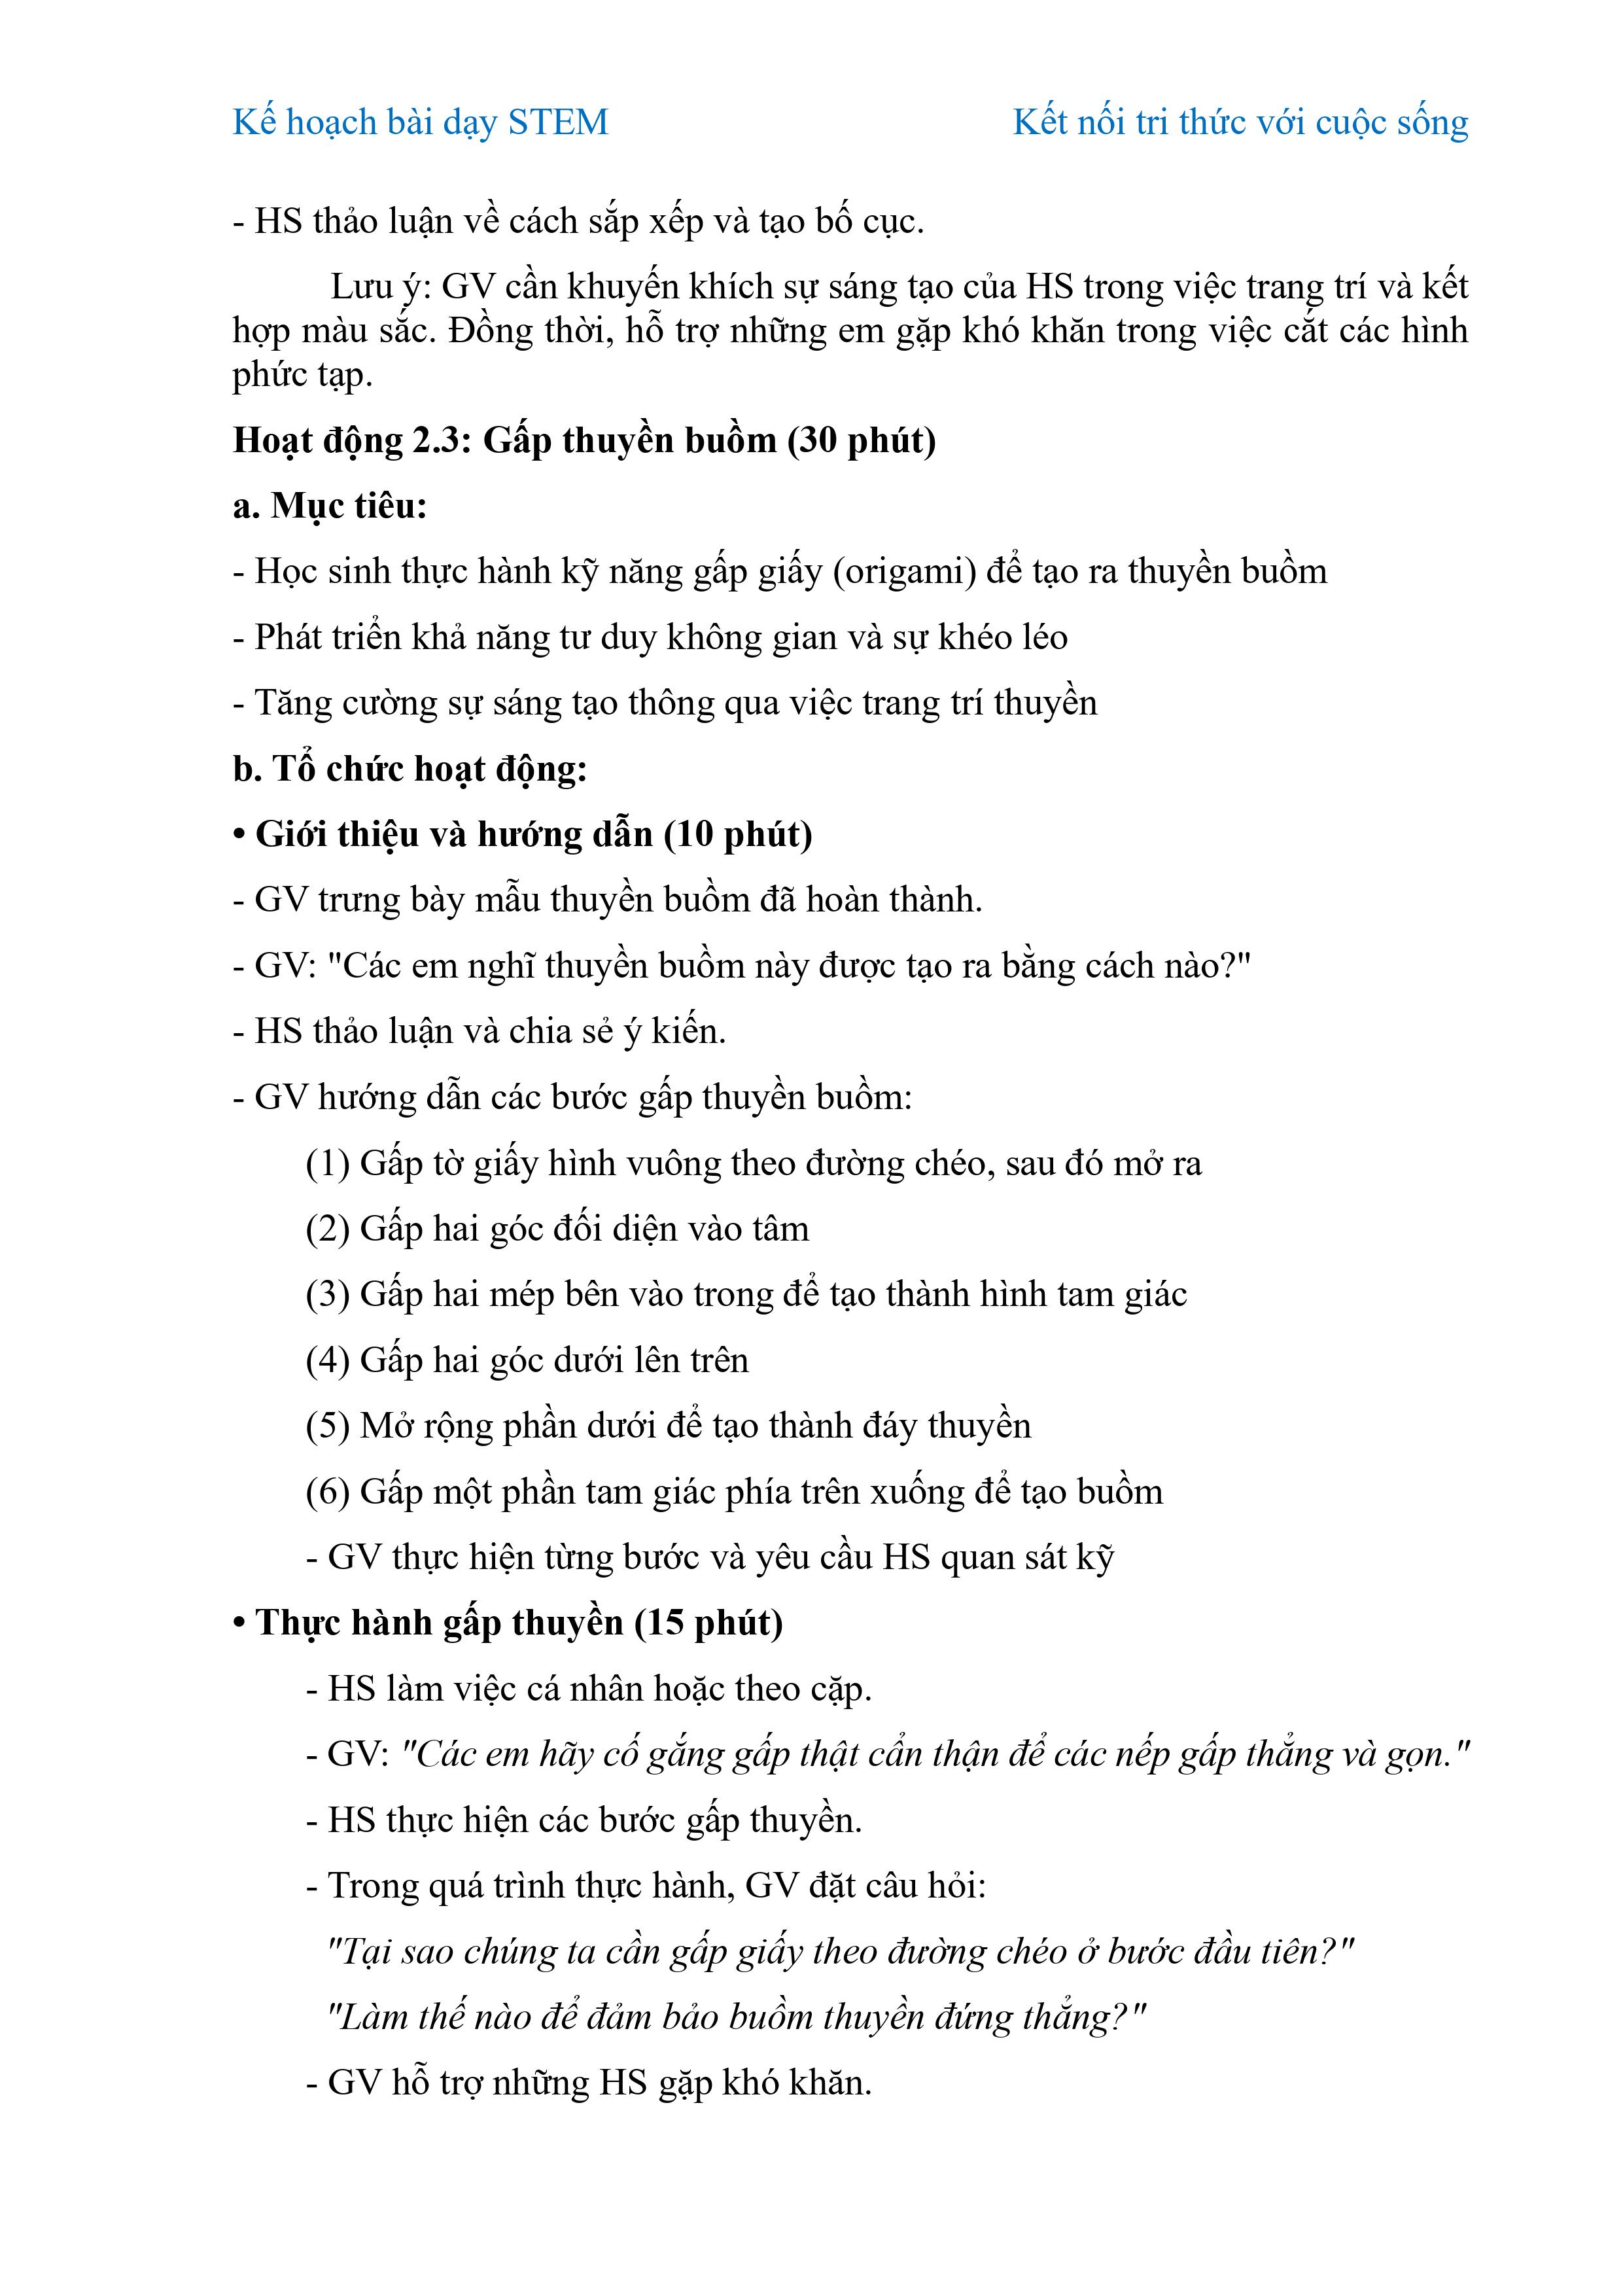 Kế hoạch bài dạy STEM
Kết nối tri thức với cuộc sống
- HS thảo luận về cách sắp xếp và tạo bố cục.
Lưu ý: GV cần khuyến khích sự sáng tạo của HS trong việc trang trí và kết
hợp màu sắc. Đồng thời, hỗ trợ những em gặp khó khăn trong việc cắt các hình
phức tạp.
Hoạt động 2.3: Gấp thuyền buồm (30 phút)
a. Mục tiêu:
- Học sinh thực hành kỹ năng gấp giấy (origami) để tạo ra thuyền buồm
- Phát triển khả năng tư duy không gian và sự khéo léo
- Tăng cường sự sáng tạo thông qua việc trang trí thuyền
b. Tổ chức hoạt động:
• Giới thiệu và hướng dẫn (10 phút)
- GV trưng bày mẫu thuyền buồm đã hoàn thành.
- GV: "Các em nghĩ thuyền buồm này được tạo ra bằng cách nào?"
- HS thảo luận và chia sẻ ý kiến.
- GV hướng dẫn các bước gấp thuyền buồm:
(1) Gấp tờ giấy hình vuông theo đường chéo, sau đó mở ra
(2) Gấp hai góc đối diện vào tâm
(3) Gấp hai mép bên vào trong để tạo thành hình tam giác
(4) Gấp hai góc dưới lên trên
(5) Mở rộng phần dưới để tạo thành đáy thuyền
(6) Gấp một phần tam giác phía trên xuống để tạo buồm
- GV thực hiện từng bước và yêu cầu HS quan sát kỹ
• Thực hành gấp thuyền (15 phút)
- HS làm việc cá nhân hoặc theo cặp.
- GV: "Các em hãy cố gắng gấp thật cẩn thận để các nếp gấp thẳng và gọn."
- HS thực hiện các bước gấp thuyền.
- Trong quá trình thực hành, GV đặt câu hỏi:
"Tại sao chúng ta cần gấp giấy theo đường chéo ở bước đầu tiên?"
"Làm thế nào để đảm bảo buồm thuyền đứng thẳng?"
- GV hỗ trợ những HS gặp khó khăn.